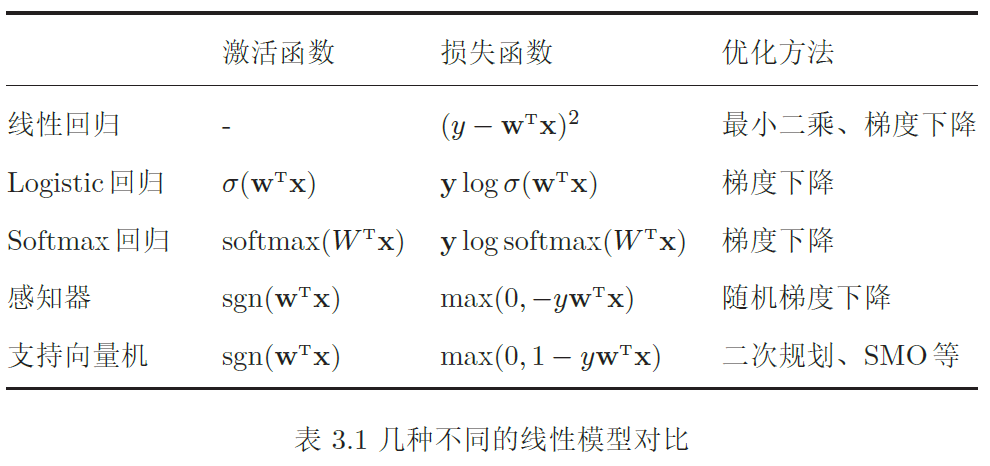 激活函数 损失函数 优化方法
线性回归 - (y − wᵀx)² 最小二乘、梯度下降
Logistic 回归 σ(wᵀx) y log σ(wᵀx) 梯度下降
Softmax 回归 softmax(Wᵀx) y log softmax(Wᵀx) 梯度下降
感知器 sgn(wᵀx) max(0, −ywᵀx) 随机梯度下降
支持向量机 sgn(wᵀx) max(0, 1 − ywᵀx) 二次规划、SMO 等
表 3.1 几种不同的线性模型对比